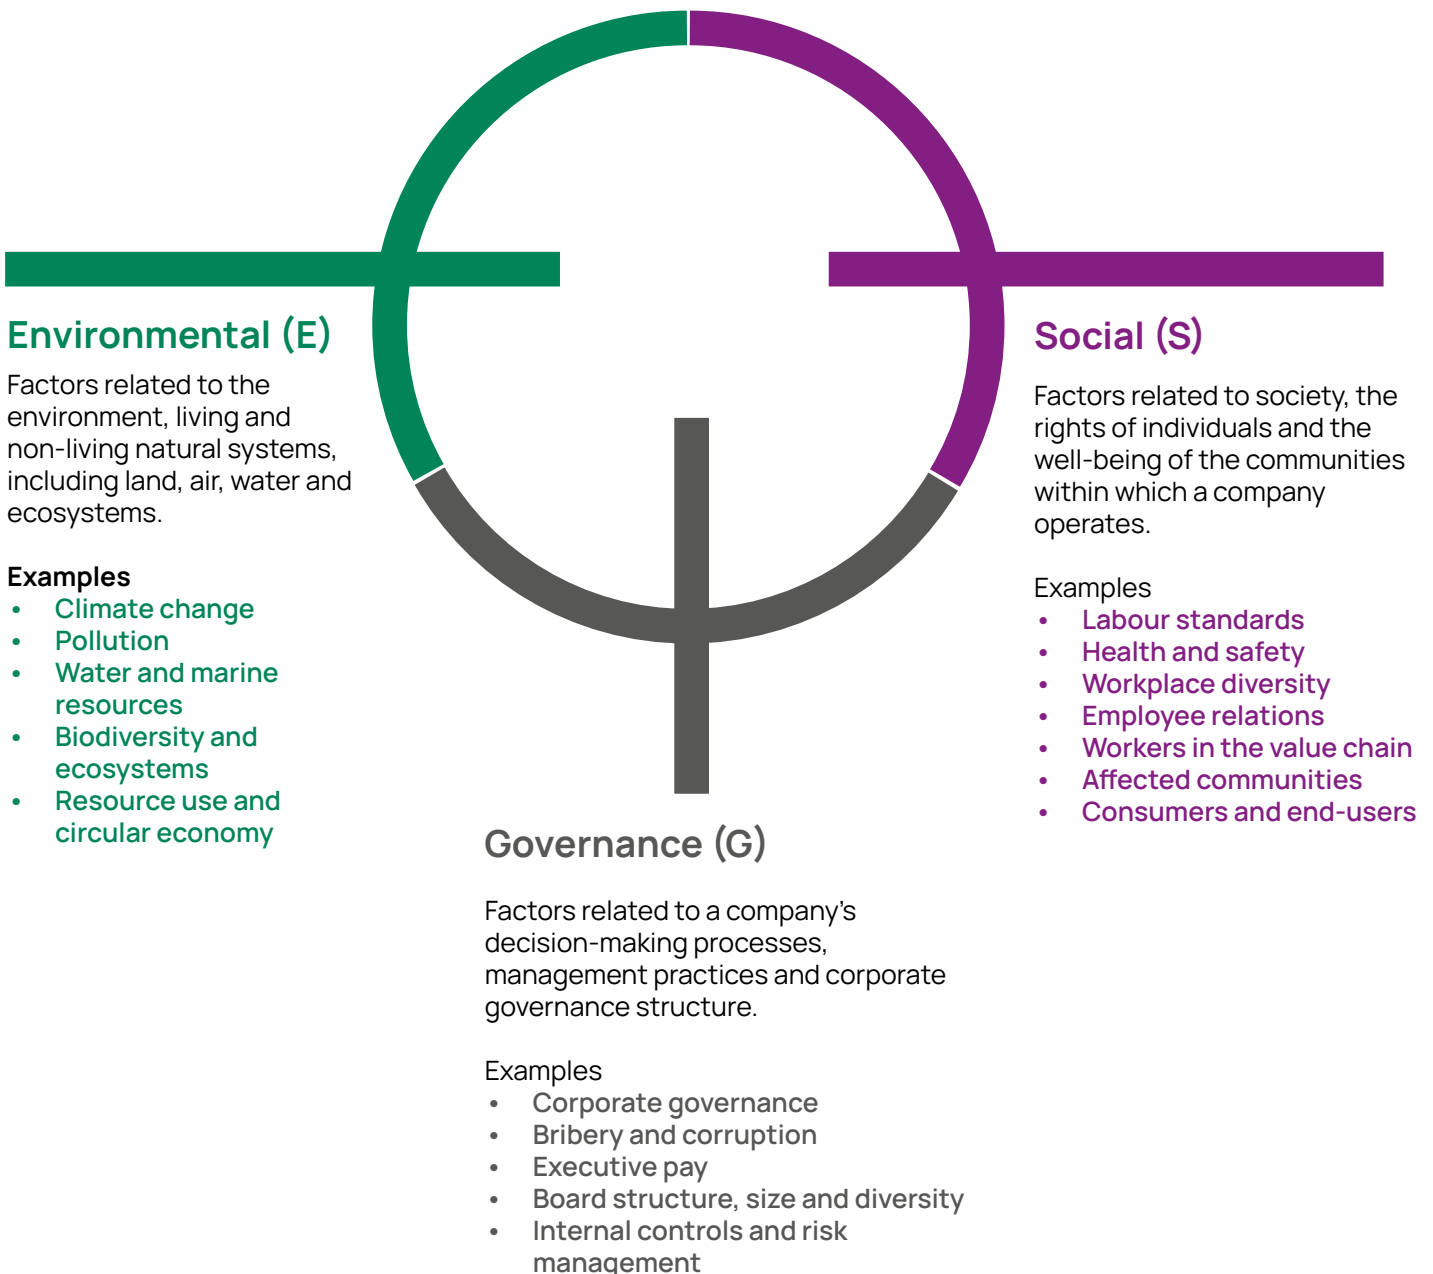 Environmental (E)
Factors related to the
environment, living and
non-living natural systems,
including land, air, water and
ecosystems.
Examples
• Climate change
• Pollution
• Water and marine
resources
• Biodiversity and
ecosystems
• Resource use and
circular economy
Social (S)
Factors related to society, the
rights of individuals and the
well-being of the communities
within which a company
operates.
Examples
• Labour standards
• Health and safety
• Workplace diversity
• Employee relations
• Workers in the value chain
• Affected communities
• Consumers and end-users
Governance (G)
Factors related to a company's
decision-making processes,
management practices and corporate
governance structure.
Examples
• Corporate governance
• Bribery and corruption
• Executive pay
• Board structure, size and diversity
• Internal controls and risk
management